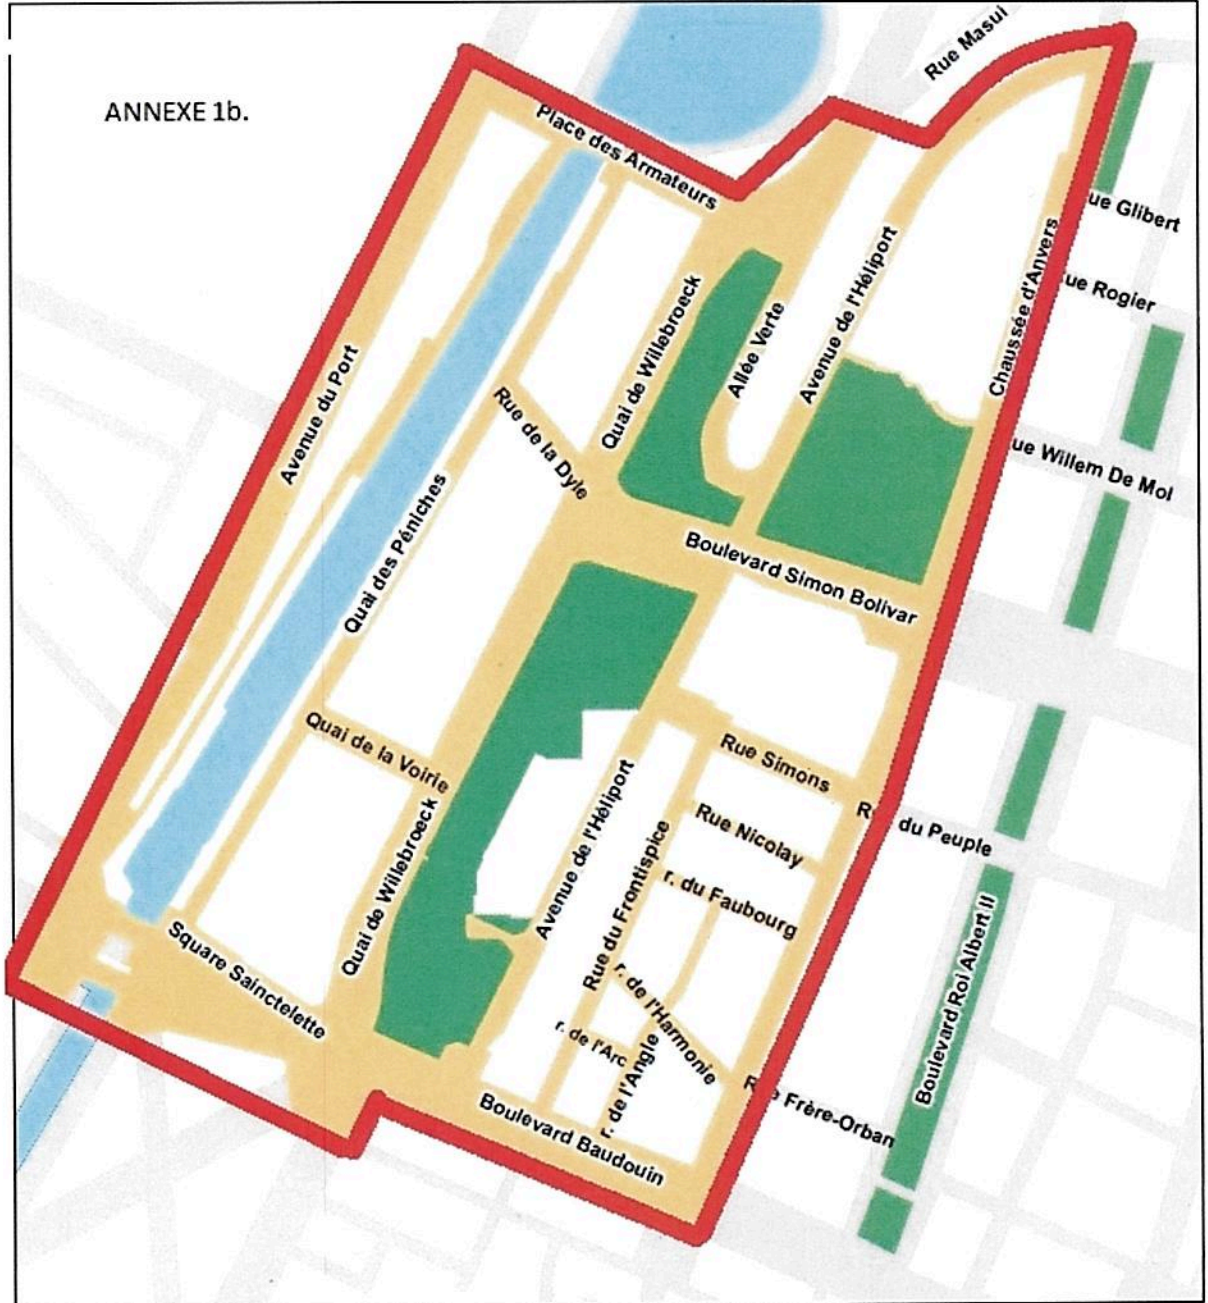 ANNEXE 1b.
Rue Masui
Place des Armateurs
ue Glibert
ue Rogier
Chaussée d'Anvers
Avenue de l'Héliport
Allée Verte
Quai de Willebroeck
Avenue du Port
Rue de la Dyle
ue Willem De Mol
Quai des Péniches
Boulevard Simon Bolivar
Quai de la Voirie
Rue Simons
Quai de Willebroeck
Avenue de l'Héliport
Rue du Frontispice
Rue Nicolay
du Peuple
r. du Faubourg
Boulevard Roi Albert II
Square Sainctelette
r. de l'Harmonie
r. de l'Arc
r. de l'Angle
Frère-Orban
Boulevard Baudouin